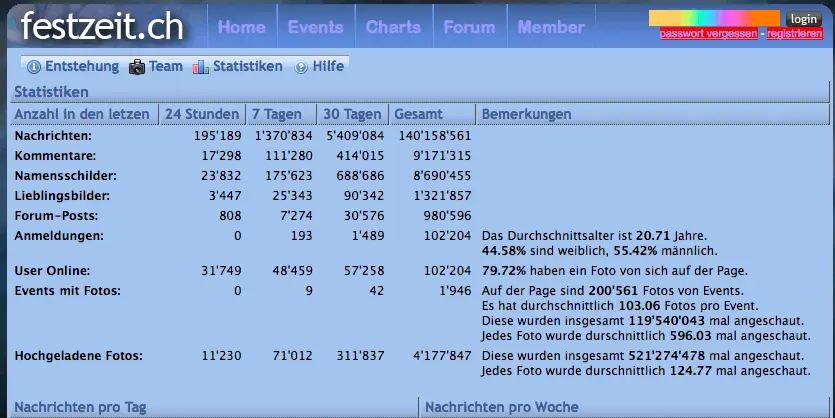 festzeit.ch Home Events Charts Forum Member login
passwort vergessen - registrieren
Entstehung Team Statistiken Hilfe
Statistiken
Anzahl in den letzen 24 Stunden 7 Tagen 30 Tagen Gesamt Bemerkungen
Nachrichten: 195'189 1'370'834 5'409'084 140'158'561
Kommentare: 17'298 111'280 414'015 9'171'315
Namensschilder: 23'832 175'623 688'686 8'690'455
Lieblingsbilder: 3'447 25'343 90'342 1'321'857
Forum-Posts: 808 7'274 30'576 980'596
Anmeldungen: 0 193 1'489 102'204 Das Durchschnittsalter ist 20.71 Jahre.
44.58% sind weiblich, 55.42% männlich.
User Online: 31'749 48'459 57'258 102'204 79.72% haben ein Foto von sich auf der Page.
Events mit Fotos: 0 9 42 1'946 Auf der Page sind 200'561 Fotos von Events.
Es hat durchschnittlich 103.06 Fotos pro Event.
Diese wurden insgesamt 119'540'043 mal angeschaut.
Jedes Foto wurde durschnittlich 596.03 mal angeschaut.
Hochgeladene Fotos: 11'230 71'012 311'837 4'177'847 Diese wurden insgesamt 521'274'478 mal angeschaut.
Jedes Foto wurde durschnittlich 124.77 mal angeschaut.
Nachrichten pro Tag Nachrichten pro Woche